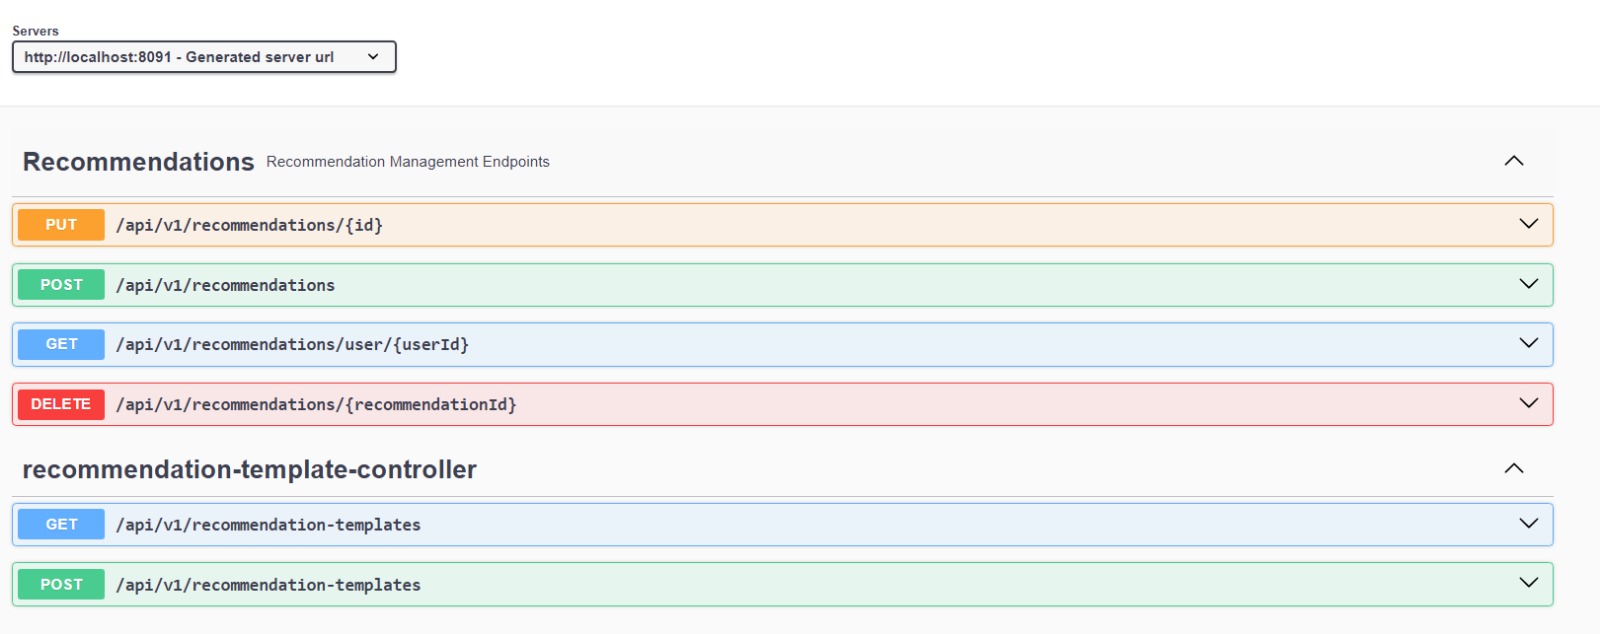 Servers
http://localhost:8091 - Generated server url
Recommendations Recommendation Management Endpoints
PUT /api/v1/recommendations/{id}
POST /api/v1/recommendations
GET /api/v1/recommendations/user/{userId}
DELETE /api/v1/recommendations/{recommendationId}
recommendation-template-controller
GET /api/v1/recommendation-templates
POST /api/v1/recommendation-templates